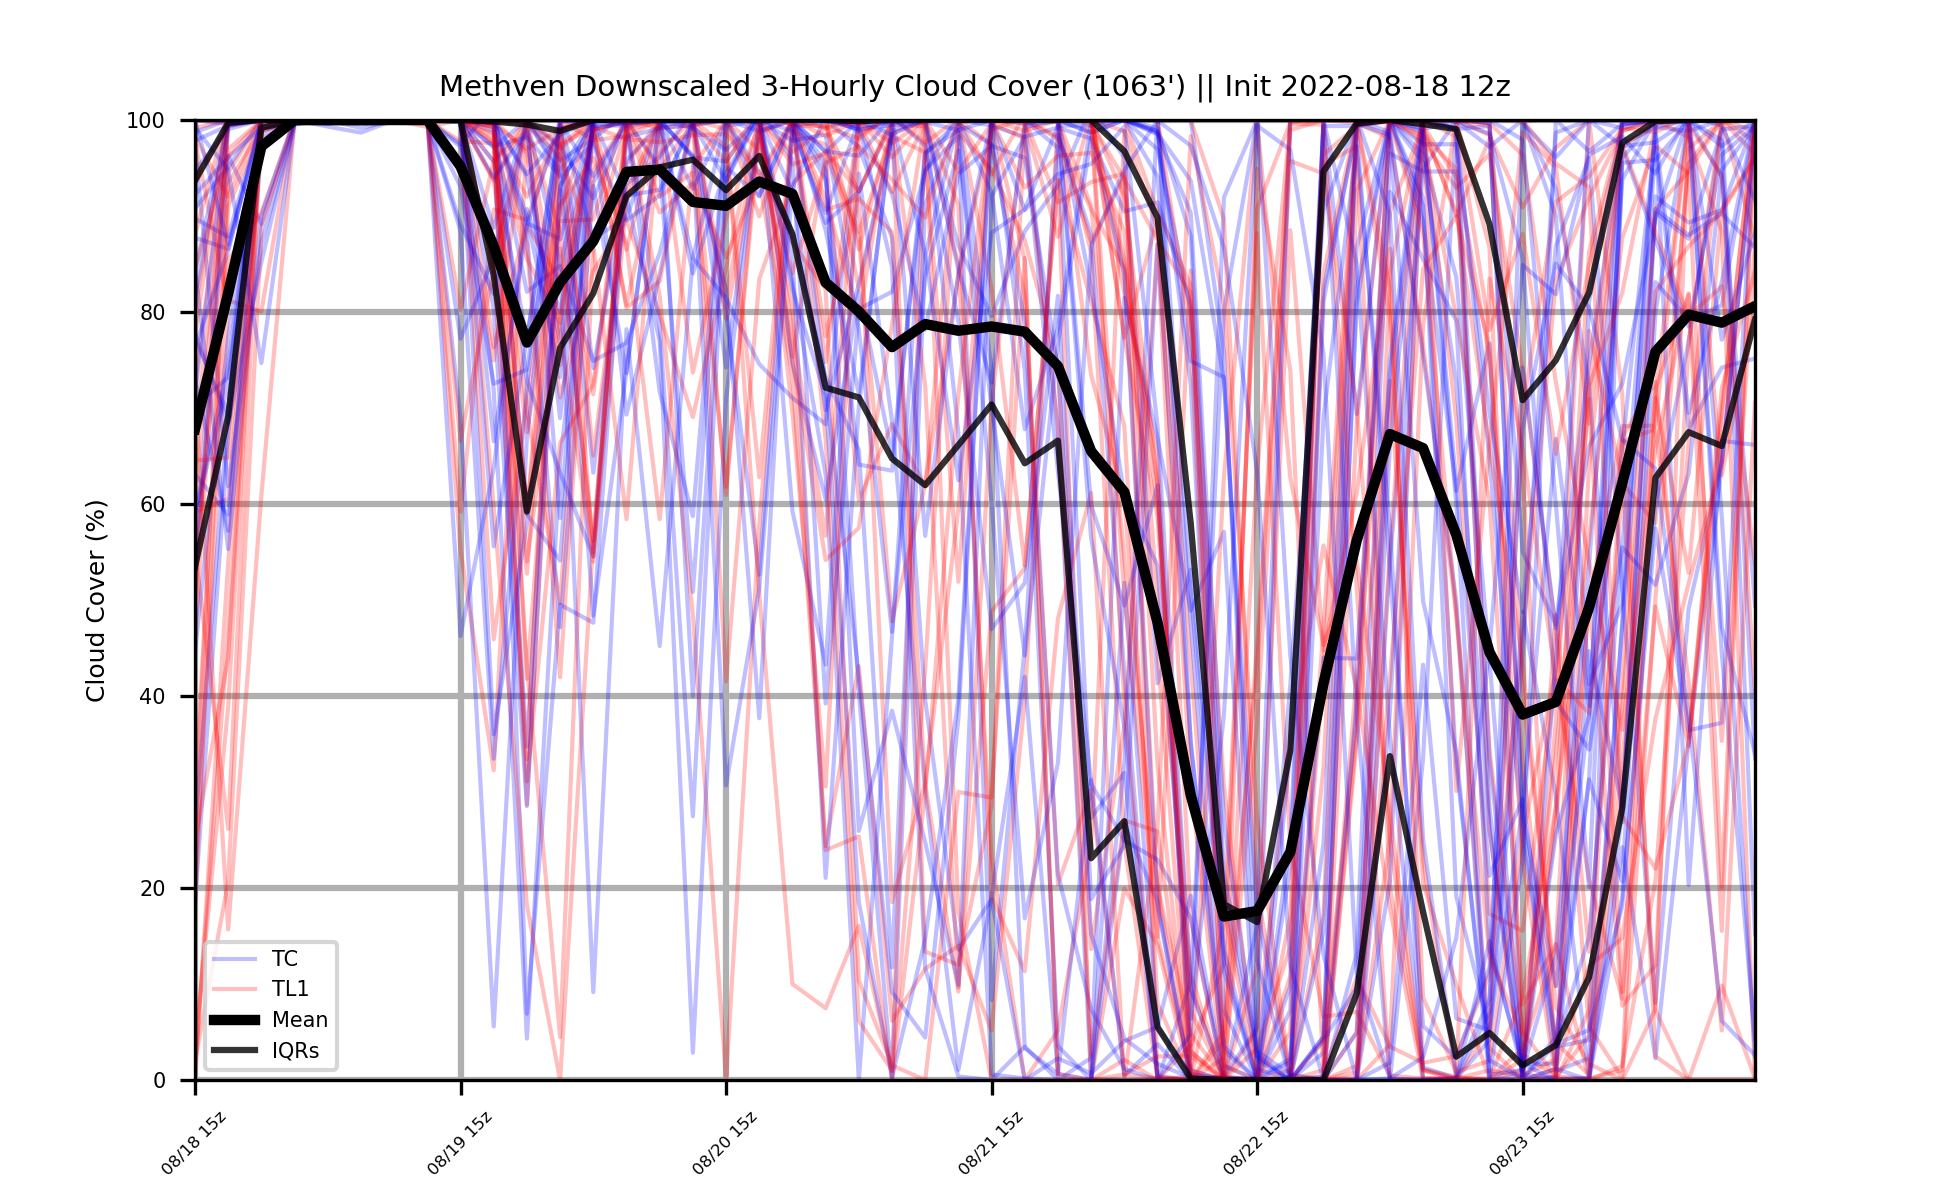 Methven Downscaled 3-Hourly Cloud Cover (1063') || Init 2022-08-18 12z
Cloud Cover (%)
100
80
60
40
20
0
TC
TL1
Mean
IQRs
08/18 15z
08/19 15z
08/20 15z
08/21 15z
08/22 15z
08/23 15z